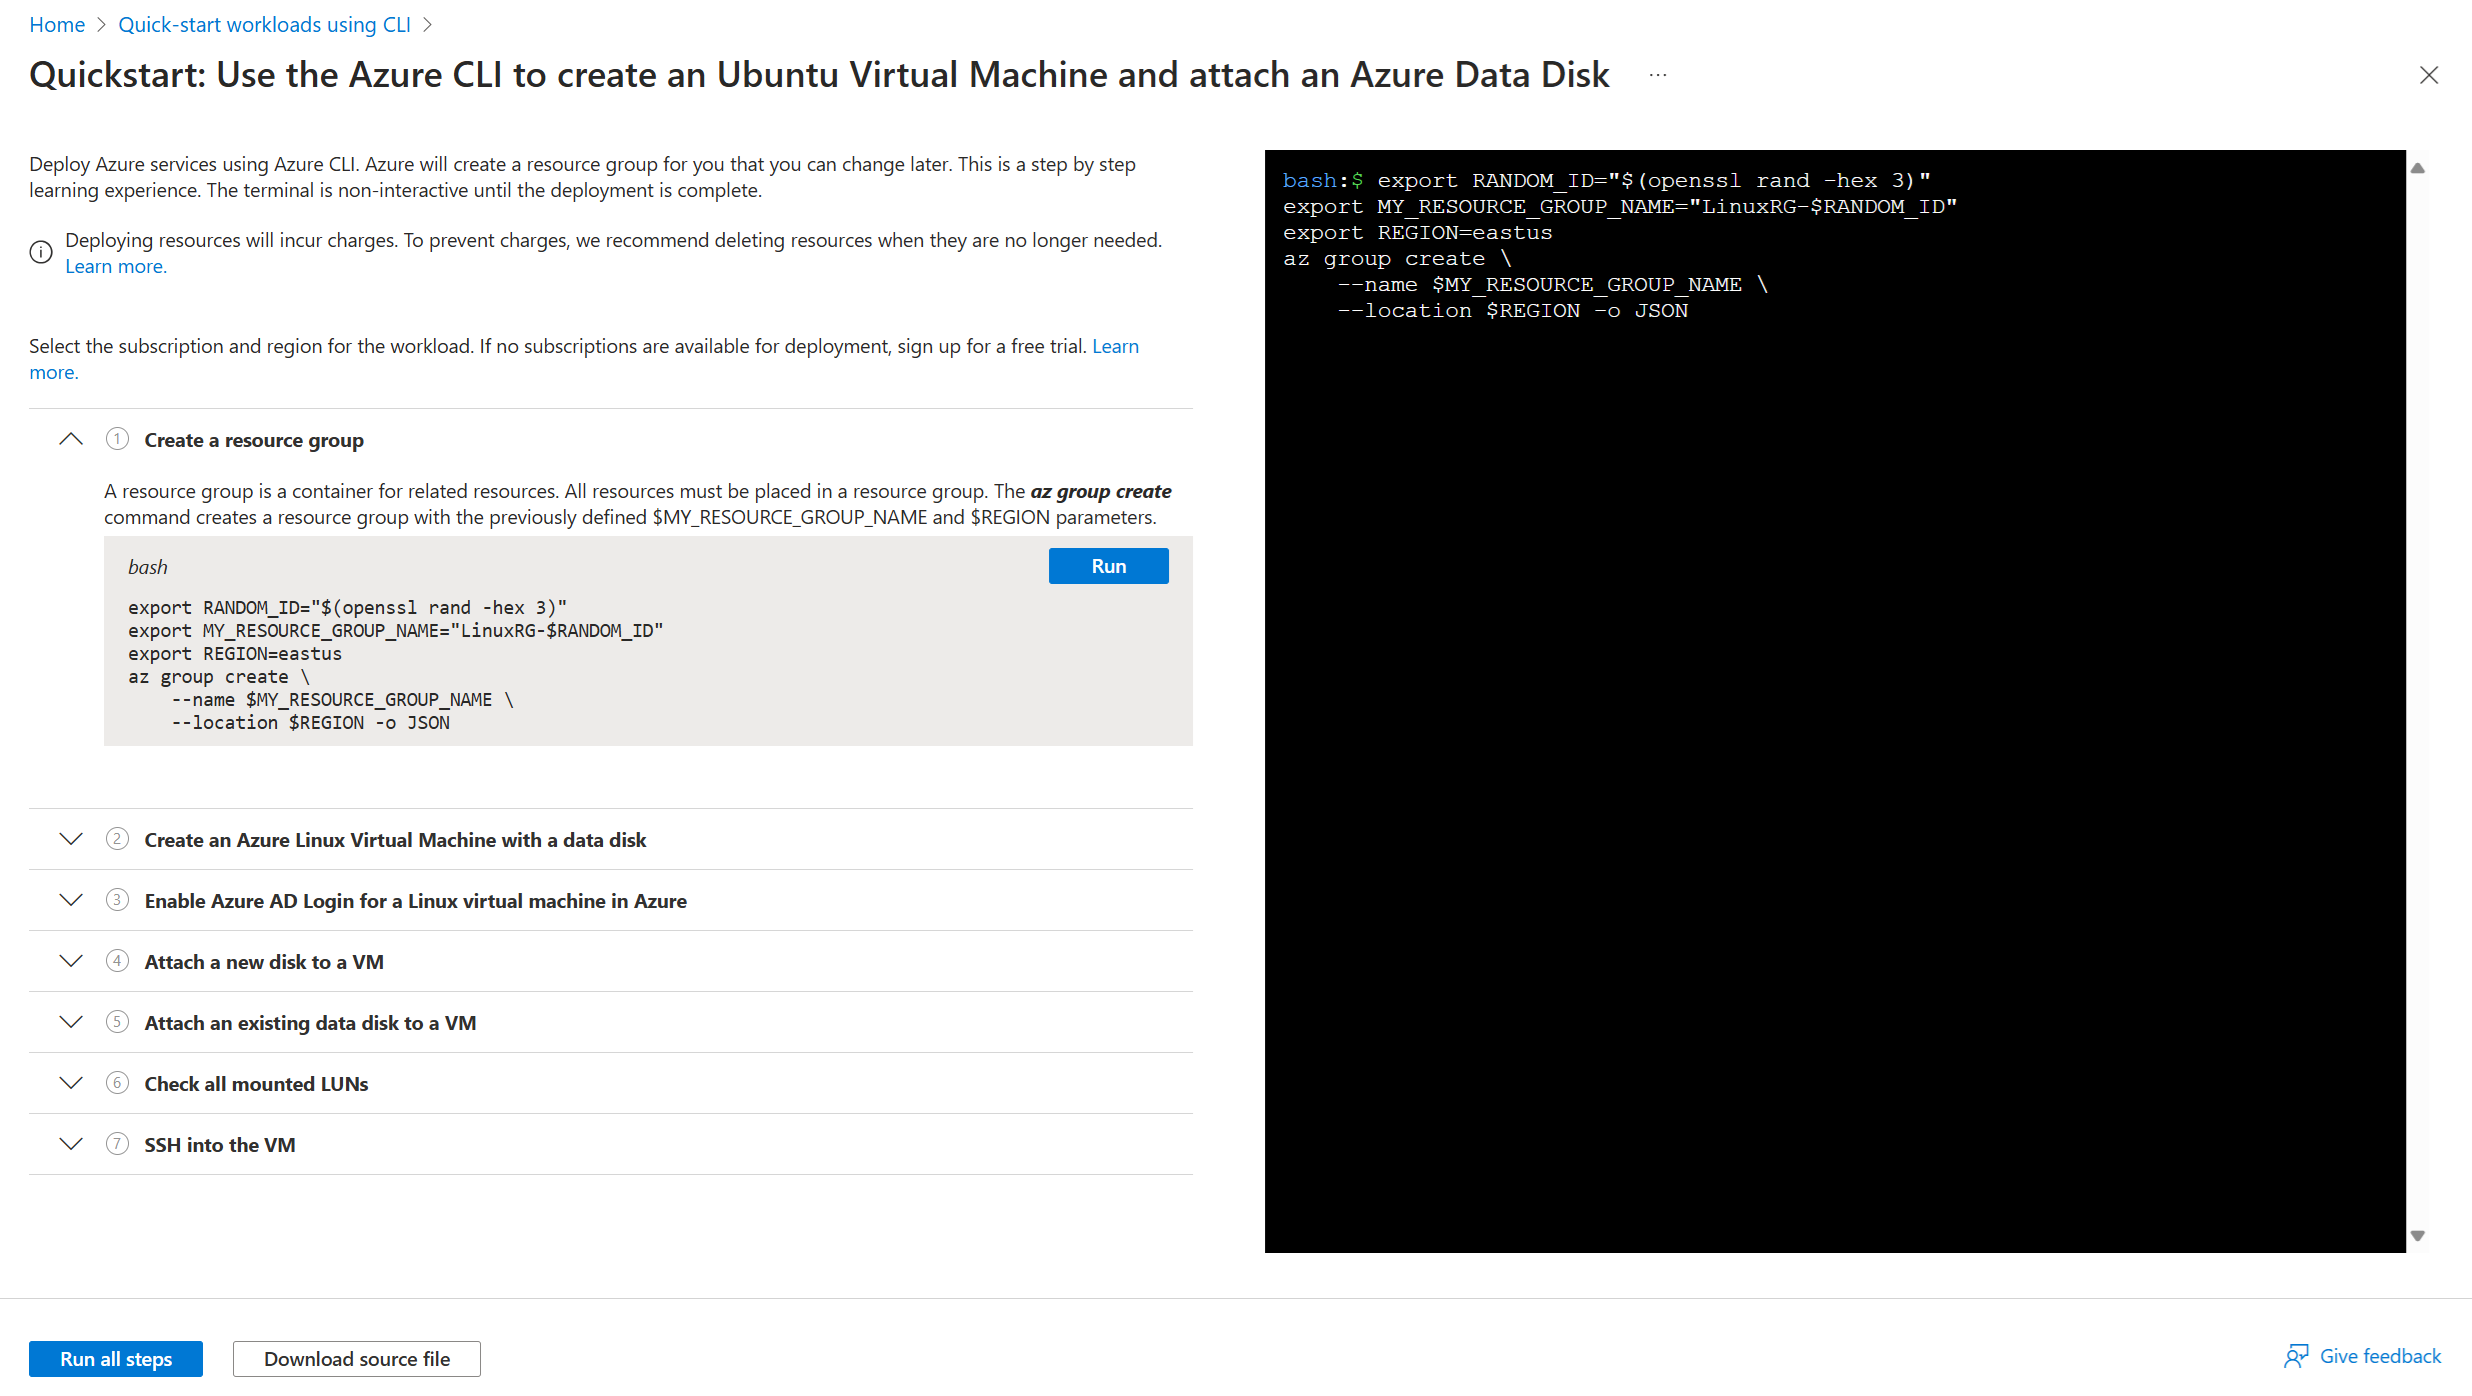 Home > Quick-start workloads using CLI >
Quickstart: Use the Azure CLI to create an Ubuntu Virtual Machine and attach an Azure Data Disk ...
Deploy Azure services using Azure CLI. Azure will create a resource group for you that you can change later. This is a step by step
learning experience. The terminal is non-interactive until the deployment is complete.
Deploying resources will incur charges. To prevent charges, we recommend deleting resources when they are no longer needed.
Learn more.
Select the subscription and region for the workload. If no subscriptions are available for deployment, sign up for a free trial. Learn
more.
1 Create a resource group
A resource group is a container for related resources. All resources must be placed in a resource group. The az group create
command creates a resource group with the previously defined $MY_RESOURCE_GROUP_NAME and $REGION parameters.
bash
Run
export RANDOM_ID="$(openssl rand -hex 3)"
export MY_RESOURCE_GROUP_NAME="LinuxRG-$RANDOM_ID"
export REGION=eastus
az group create \
    --name $MY_RESOURCE_GROUP_NAME \
    --location $REGION -o JSON
2 Create an Azure Linux Virtual Machine with a data disk
3 Enable Azure AD Login for a Linux virtual machine in Azure
4 Attach a new disk to a VM
5 Attach an existing data disk to a VM
6 Check all mounted LUNs
7 SSH into the VM
bash:$ export RANDOM_ID="$(openssl rand -hex 3)"
export MY_RESOURCE_GROUP_NAME="LinuxRG-$RANDOM_ID"
export REGION=eastus
az group create \
    --name $MY_RESOURCE_GROUP_NAME \
    --location $REGION -o JSON
Run all steps
Download source file
Give feedback